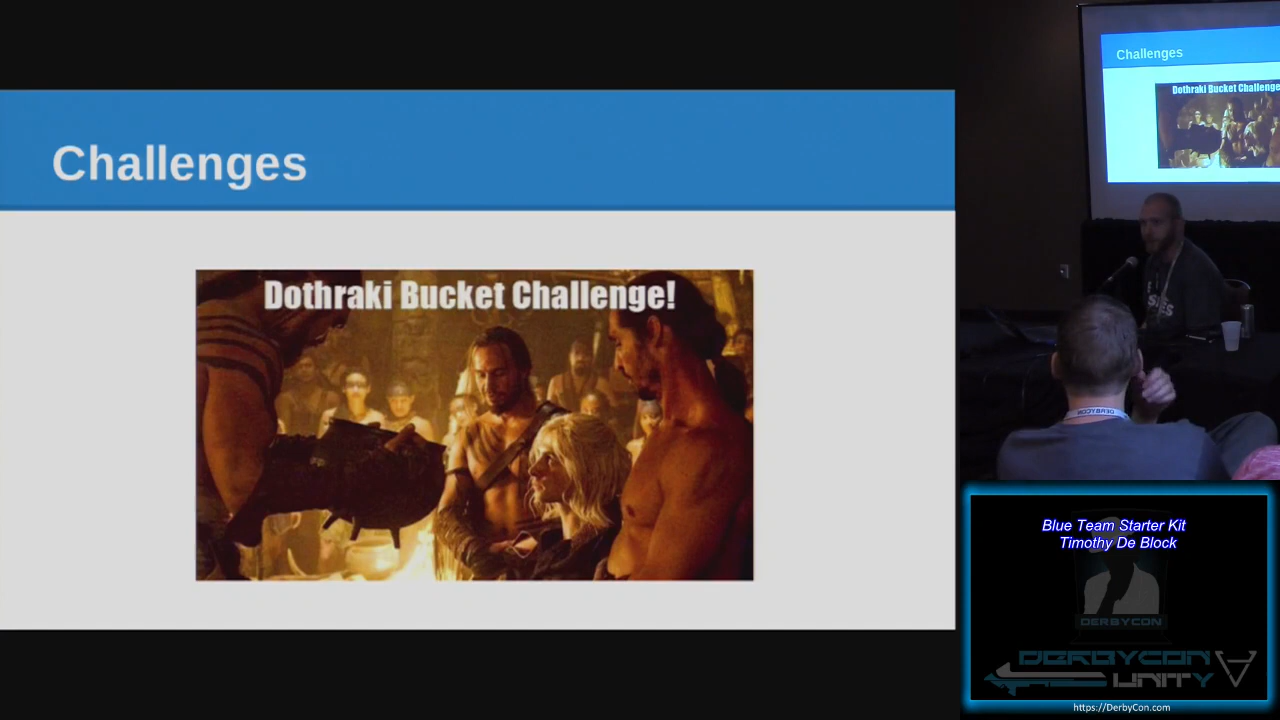 Challenges
Dothraki Bucket Challenge!
Challenges
Dothraki Bucket Challenge
DERBYCON
Blue Team Starter Kit
Timothy De Block
DERBYCON
DERBYCON
UNITY
https://DerbyCon.com